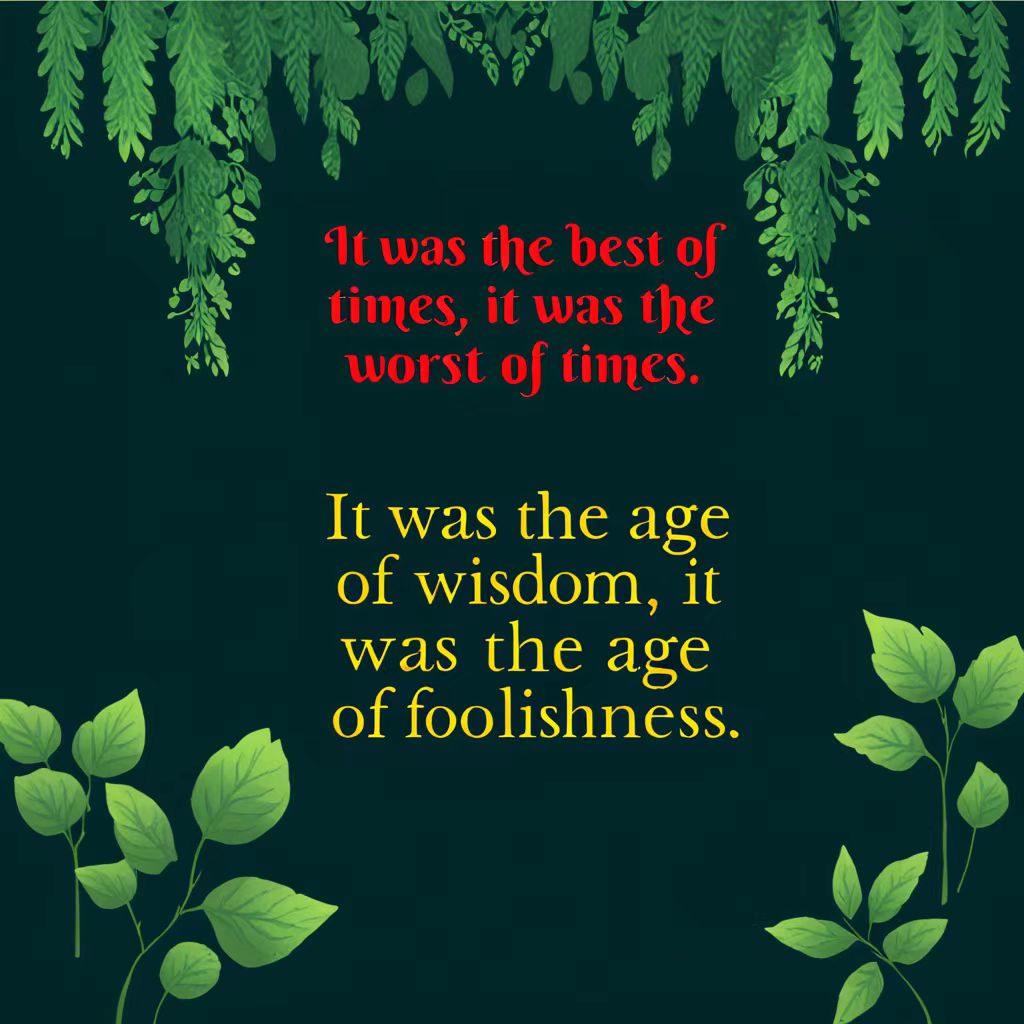 It was the best of
times, it was the
worst of times.
It was the age
of wisdom, it
was the age
of foolishness.